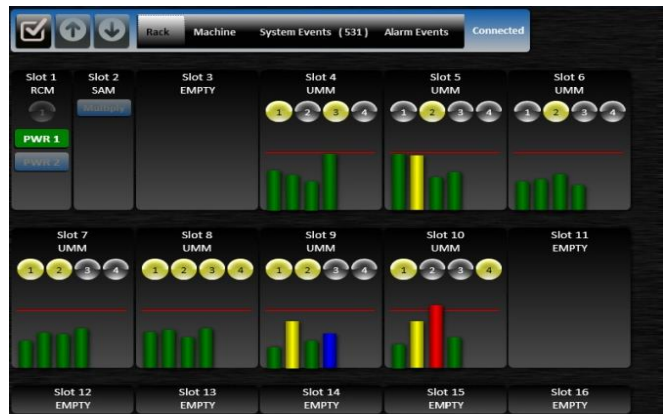 Rack Machine System Events (531) Alarm Events Connected
Slot 1 Slot 2 Slot 3 Slot 4 Slot 5 Slot 6
RCM SAM EMPTY UMM UMM UMM
1 Multiply 1 2 3 4 1 2 3 4 1 2 3 4
PWR 1
PWR 2
Slot 7 Slot 8 Slot 9 Slot 10 Slot 11
UMM UMM UMM UMM EMPTY
1 2 3 4 1 2 3 4 1 2 3 4 1 2 3 4
Slot 12 Slot 13 Slot 14 Slot 15 Slot 16
EMPTY EMPTY EMPTY EMPTY EMPTY